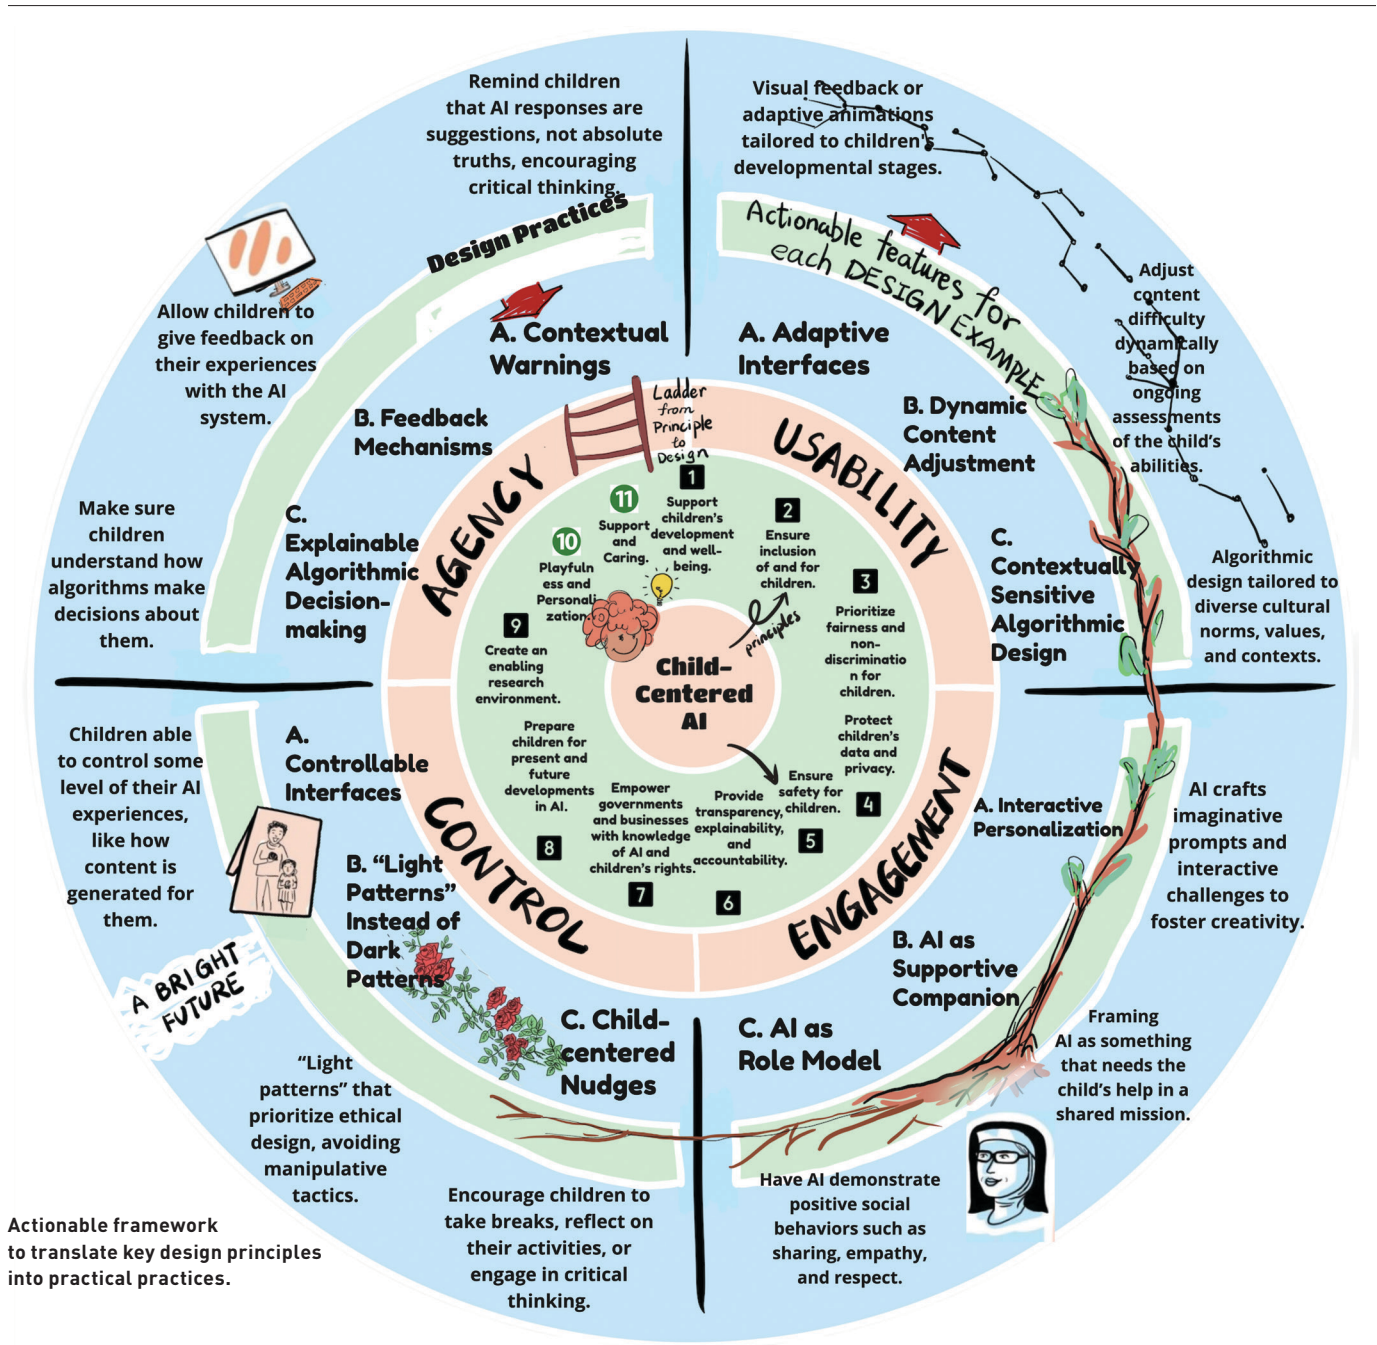 Remind children
that AI responses are
suggestions, not absolute
truths, encouraging
critical thinking.
Visual feedback or
adaptive animations
tailored to children's
developmental stages.
Design Practices
Actionable features for
each DESIGN EXAMPLE
Allow children to
give feedback on
their experiences
with the AI
system.
Adjust
content
difficulty
dynamically
based on
ongoing
assessments
of the child's
abilities.
A. Contextual
Warnings
A. Adaptive
Interfaces
B. Feedback
Mechanisms
B. Dynamic
Content
Adjustment
Ladder
from
Principle
to
Design
AGENCY
USABILITY
Make sure
children
understand how
algorithms make
decisions about
them.
C.
Explainable
Algorithmic
Decision-
making
C.
Contextually
Sensitive
Algorithmic
Design
Algorithmic
design tailored to
diverse cultural
norms, values,
and contexts.
1
Support
children's
development
and well-
being.
2
Ensure
inclusion
of and for
children.
3
Prioritize
fairness and
non-
discriminatio
n for
children.
Protect
children's
data and
privacy.
4
Ensure
safety for
children.
5
Provide
transparency,
explainability,
and
accountability.
6
Empower
governments
and businesses
with knowledge
of AI and
children's rights.
7
Prepare
children for
present and
future
developments
in AI.
8
9
Create an
enabling
research
environment.
10
Playfuln
ess and
Personali
zation.
11
Support
and
Caring.
principles
Child-
Centered
AI
CONTROL
ENGAGEMENT
Children able
to control some
level of their AI
experiences,
like how
content is
generated for
them.
A.
Controllable
Interfaces
A. Interactive
Personalization
AI crafts
imaginative
prompts and
interactive
challenges to
foster creativity.
B. “Light
Patterns”
Instead of
Dark
Patterns
B. AI as
Supportive
Companion
A BRIGHT
FUTURE
C. Child-
centered
Nudges
C. AI as
Role Model
Framing
AI as something
that needs the
child's help in a
shared mission.
“Light
patterns” that
prioritize ethical
design, avoiding
manipulative
tactics.
Encourage children to
take breaks, reflect on
their activities, or
engage in critical
thinking.
Have AI demonstrate
positive social
behaviors such as
sharing, empathy,
and respect.
Actionable framework
to translate key design principles
into practical practices.